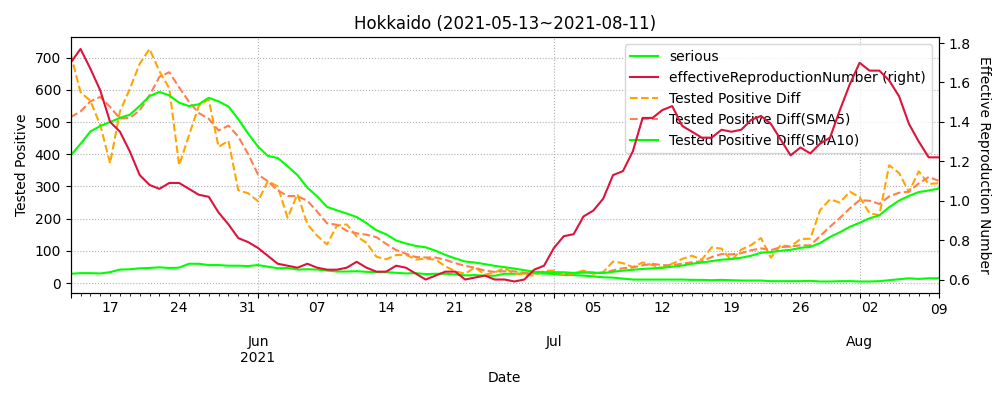 Hokkaido (2021-05-13~2021-08-11)
700
600
500
400
300
200
100
0
Tested Positive
serious
effectiveReproductionNumber (right)
Tested Positive Diff
Tested Positive Diff(SMA5)
Tested Positive Diff(SMA10)
1.8
1.6
1.4
1.2
1.0
0.8
0.6
Effective Reproduction Number
17 24 31 07 14 21 28 05 12 19 26 02 09
Jun Jul Aug
2021
Date